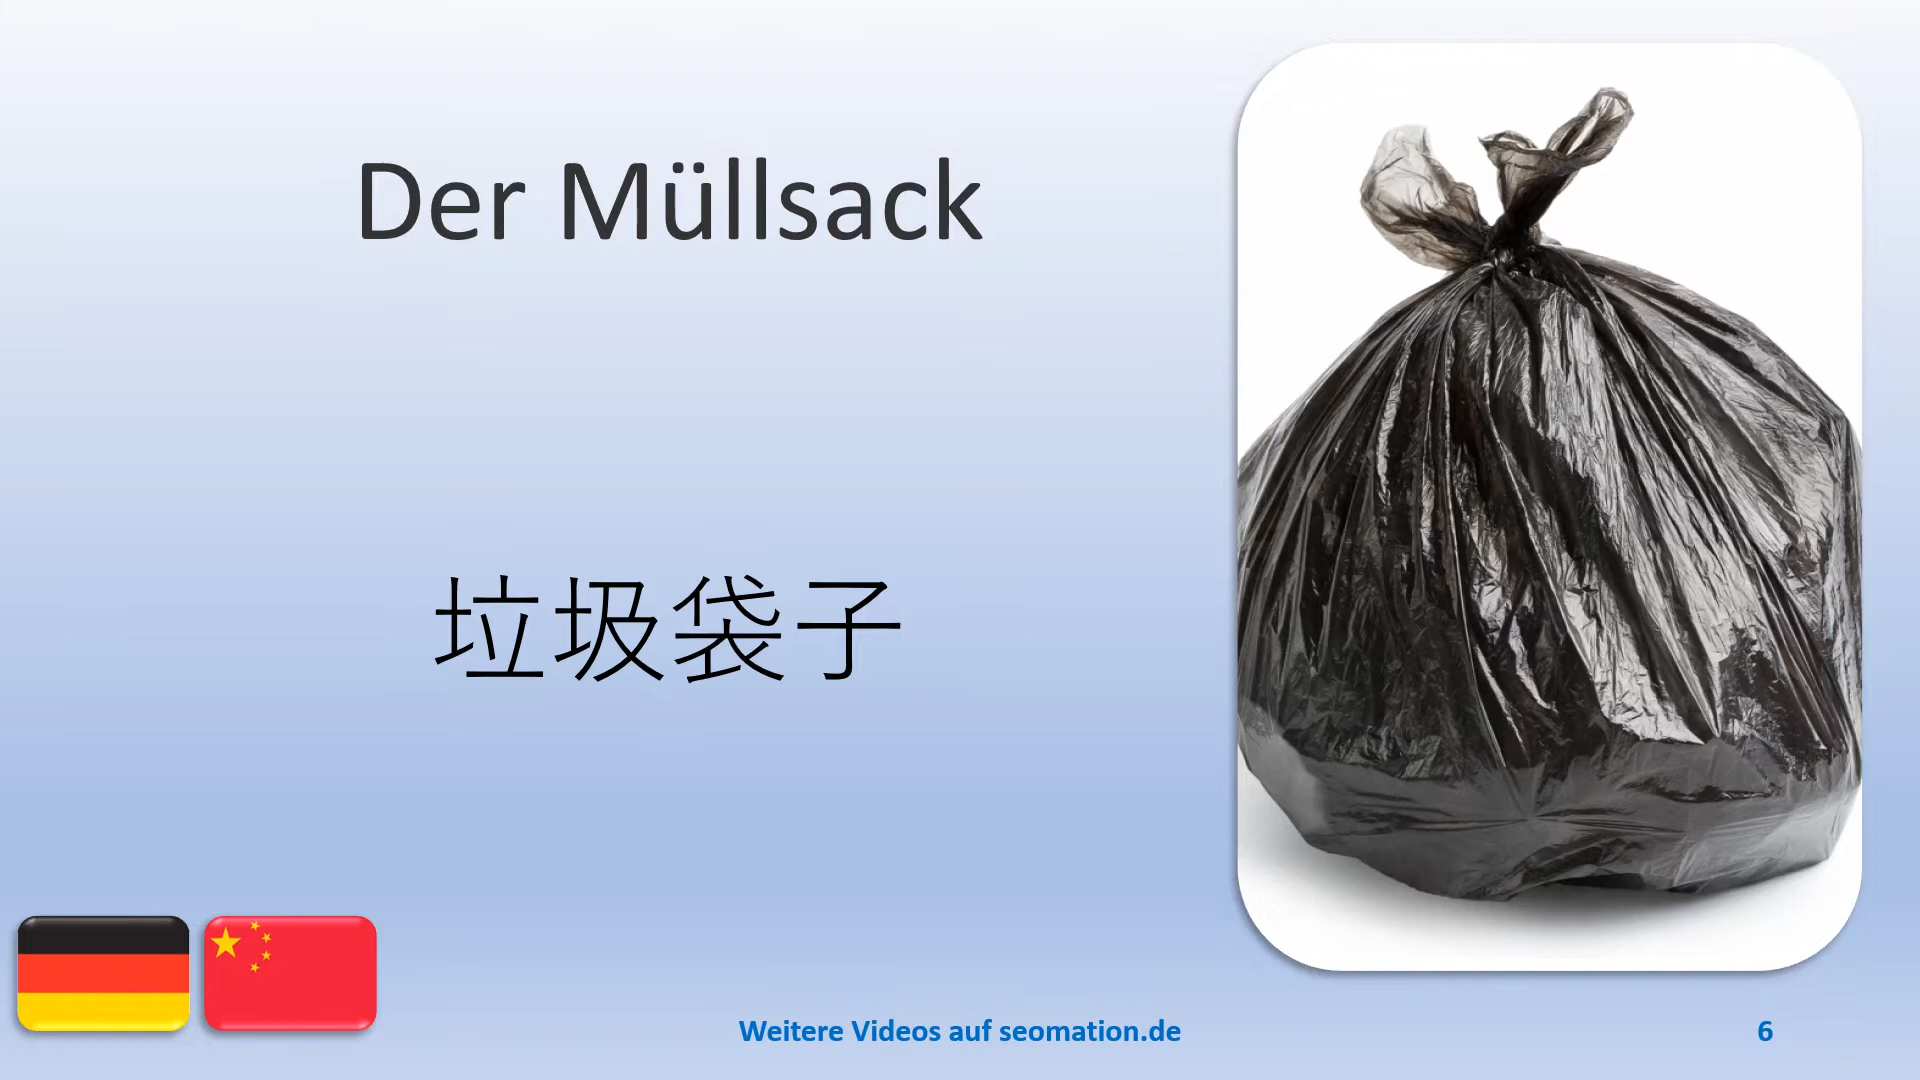 Der Müllsack
垃圾袋子
Weitere Videos auf seomation.de
6